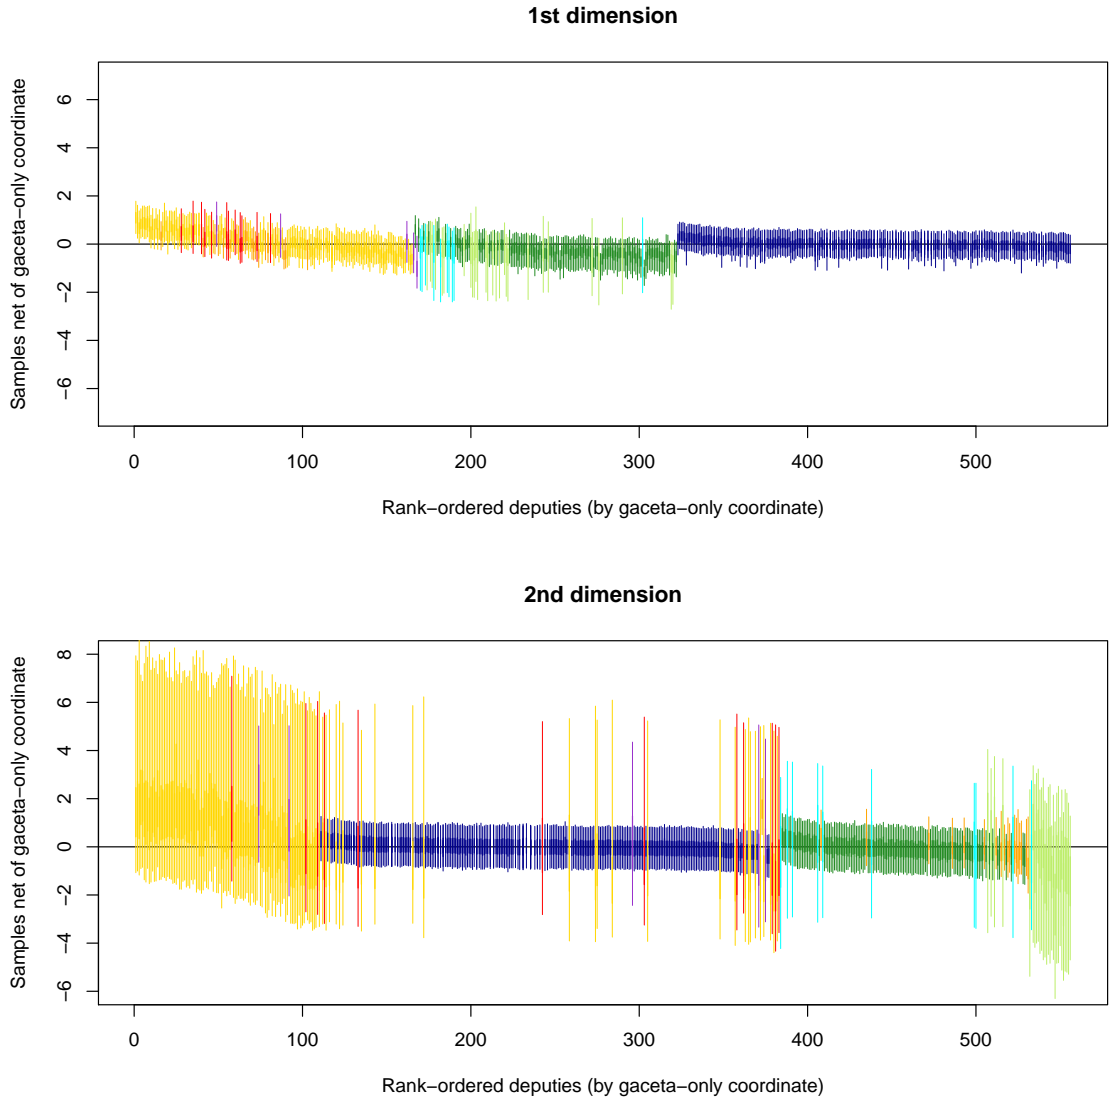 1st dimension
Samples net of gaceta−only coordinate
6
4
2
0
−2
−4
−6
0 100 200 300 400 500
Rank−ordered deputies (by gaceta−only coordinate)
2nd dimension
Samples net of gaceta−only coordinate
8
6
4
2
0
−2
−4
−6
0 100 200 300 400 500
Rank−ordered deputies (by gaceta−only coordinate)